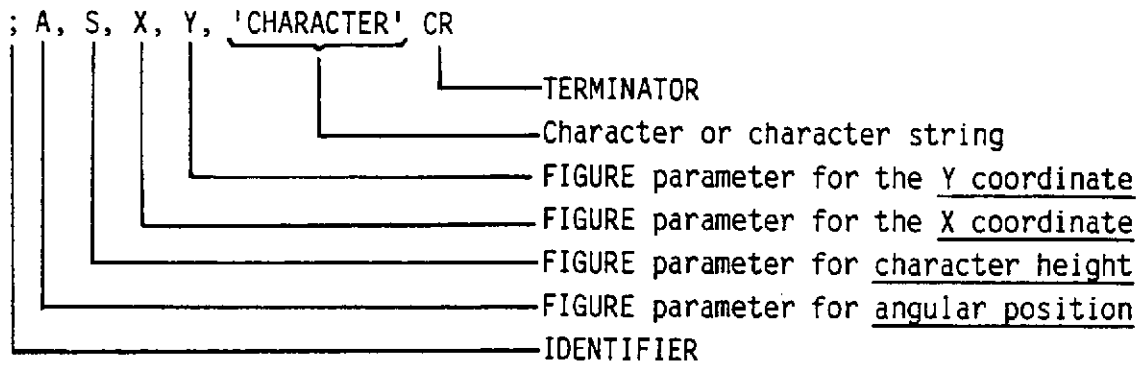 ; A, S, X, Y, 'CHARACTER' CR
TERMINATOR
Character or character string
FIGURE parameter for the Y coordinate
FIGURE parameter for the X coordinate
FIGURE parameter for character height
FIGURE parameter for angular position
IDENTIFIER